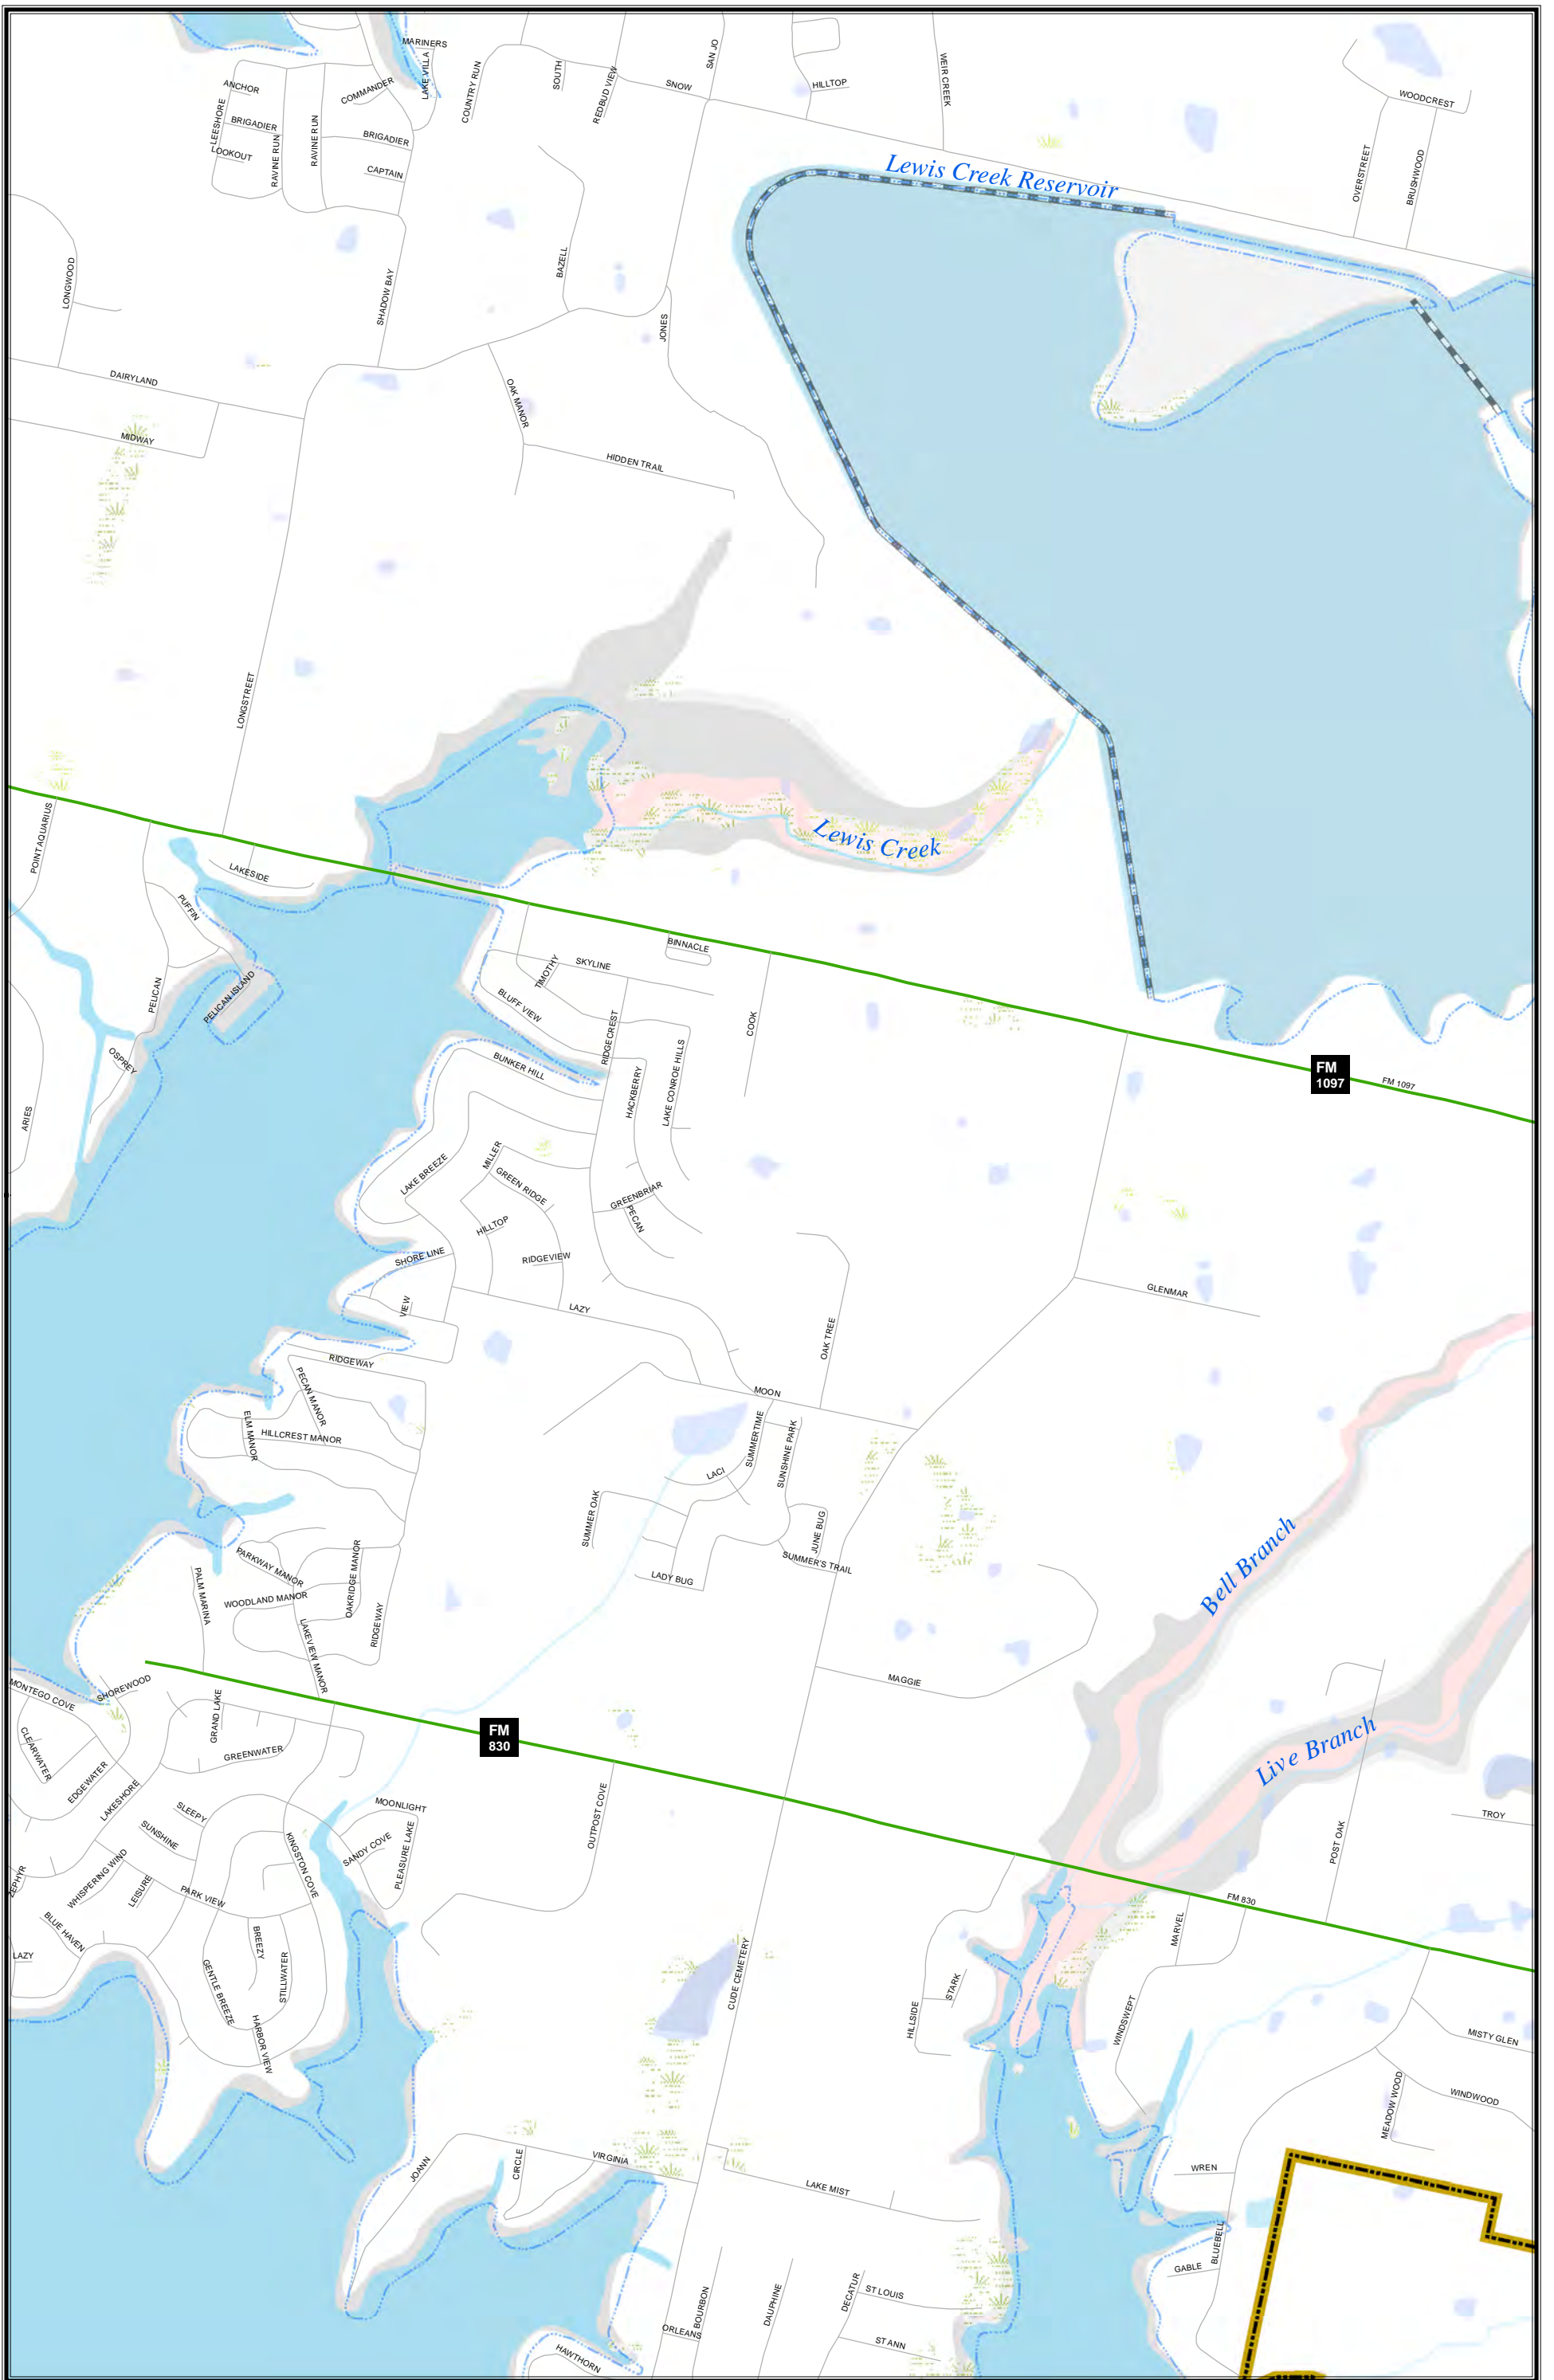 MARINERS
LAKE VILLA
ANCHOR
COMMANDER
LEESHORE
BRIGADIER
RAVINE RUN
RAVINE RUN
BRIGADIER
LOOKOUT
CAPTAIN
COUNTRY RUN
SOUTH
REDBUD VIEW
SNOW
SAN JO
HILLTOP
WEIR CREEK
WOODCREST
OVERSTREET
BRUSHWOOD
Lewis Creek Reservoir
LONGWOOD
SHADOW BAY
BAZELL
JONES
DAIRYLAND
MIDWAY
OAK MANOR
HIDDEN TRAIL
LONGSTREET
Lewis Creek
POINT AQUARIUS
LAKESIDE
PUFFIN
PELICAN
PELICAN ISLAND
OSPREY
ARIES
BINNACLE
SKYLINE
TIMOTHY
BLUFF VIEW
RIDGECREST
COOK
BUNKER HILL
HACKBERRY
LAKE CONROE HILLS
FM
1097
FM 1097
LAKE BREEZE
MILLER
GREEN RIDGE
GREENBRIAR
PECAN
HILLTOP
RIDGEVIEW
SHORE LINE
VIEW
LAZY
GLENMAR
OAK TREE
RIDGEWAY
PECAN MANOR
MOON
ELM MANOR
HILLCREST MANOR
SUMMERTIME
SUNSHINE PARK
LACI
SUMMER OAK
JUNE BUG
SUMMER'S TRAIL
LADY BUG
Bell Branch
PARKWAY MANOR
OAKRIDGE MANOR
PALM MARINA
WOODLAND MANOR
LAKEVIEW MANOR
RIDGEWAY
MAGGIE
MONTEGO COVE
SHOREWOOD
GRAND LAKE
CLEARWATER
GREENWATER
FM
830
Live Branch
EDGEWATER
LAKESHORE
SLEEPY
SUNSHINE
MOONLIGHT
SANDY COVE
PLEASURE LAKE
OUTPOST COVE
TROY
POST OAK
KINGSTON COVE
ZEPHYR
WHISPERING WIND
LEISURE
PARK VIEW
FM 830
BLUE HAVEN
LAZY
BREEZY
STILLWATER
GENTLE BREEZE
HARBOR VIEW
CUDE CEMETERY
MARVEL
STARK
HILLSIDE
WINDSWEPT
MISTY GLEN
MEADOW WOOD
WINDWOOD
JOANN
CIRCLE
VIRGINIA
LAKE MIST
WREN
BLUEBELL
GABLE
BOURBON
DAUPHINE
DECATUR
ST LOUIS
ORLEANS
ST ANN
HAWTHORN